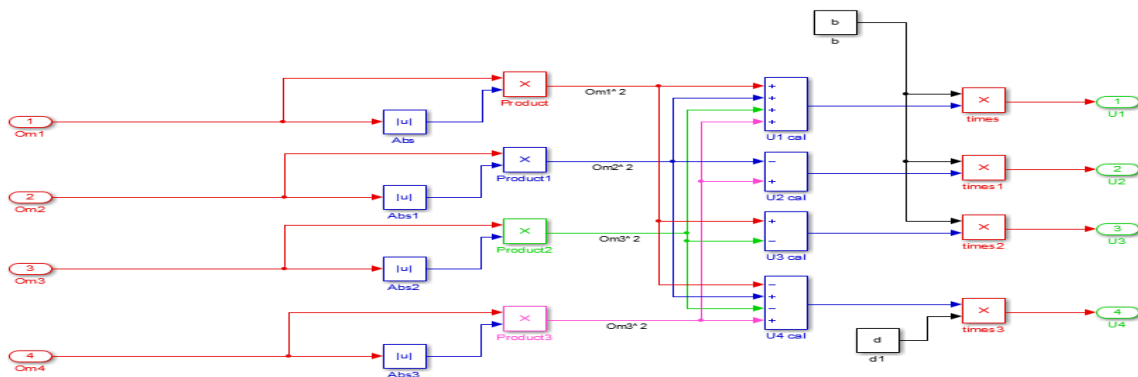 b
b
×
Product
Om1^2
+
+
+
+
U1 cal
×
times
1
U1
1
Om1
|u|
Abs
×
Product1
Om2^2
−
+
U2 cal
×
times1
2
U2
2
Om2
|u|
Abs1
×
Product2
Om3^2
+
−
U3 cal
×
times2
3
U3
3
Om3
|u|
Abs2
×
Product3
Om3^2
−
+
−
+
U4 cal
×
times3
4
U4
d
d1
4
Om4
|u|
Abs3